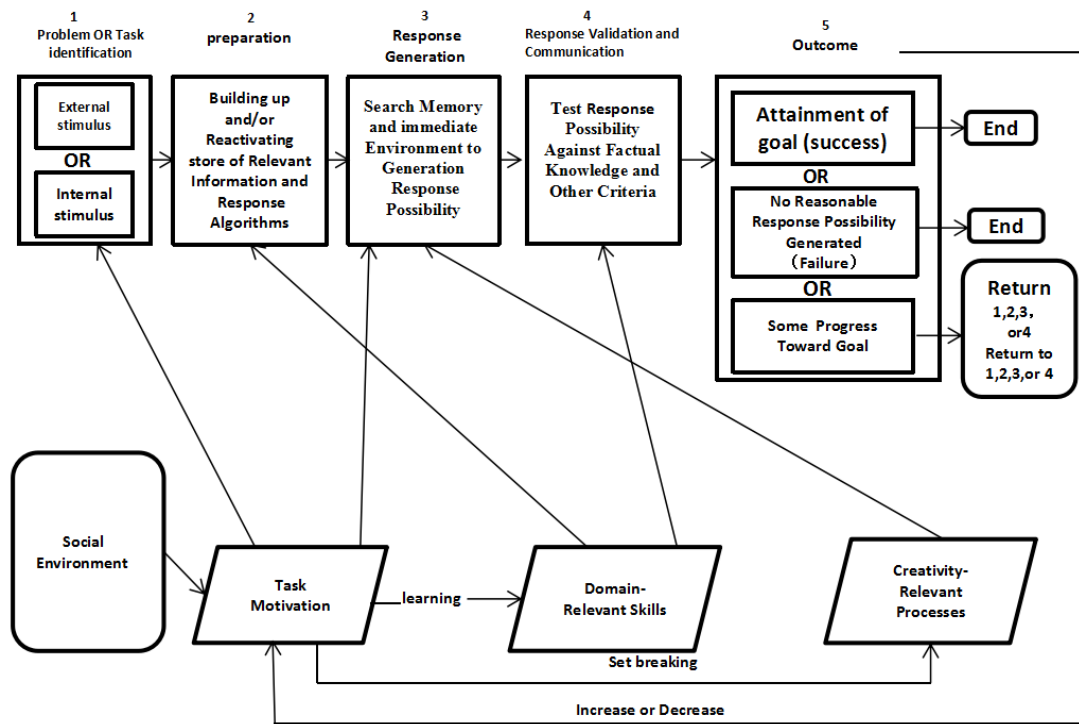 1
Problem OR Task
identification
2
preparation
3
Response
Generation
4
Response Validation and
Communication
5
Outcome
External
stimulus
OR
Internal
stimulus
Building up
and/or
Reactivating
store of Relevant
Information and
Response
Algorithms
Search Memory
and immediate
Environment to
Generation
Response
Possibility
Test Response
Possibility
Against Factual
Knowledge and
Other Criteria
Attainment of
goal (success)
OR
No Reasonable
Response Possibility
Generated
(Failure)
OR
Some Progress
Toward Goal
End
End
Return
1,2,3,
or4
Return to
1,2,3,or 4
Social
Environment
Task
Motivation
learning
Domain-
Relevant Skills
Creativity-
Relevant
Processes
Set breaking
Increase or Decrease